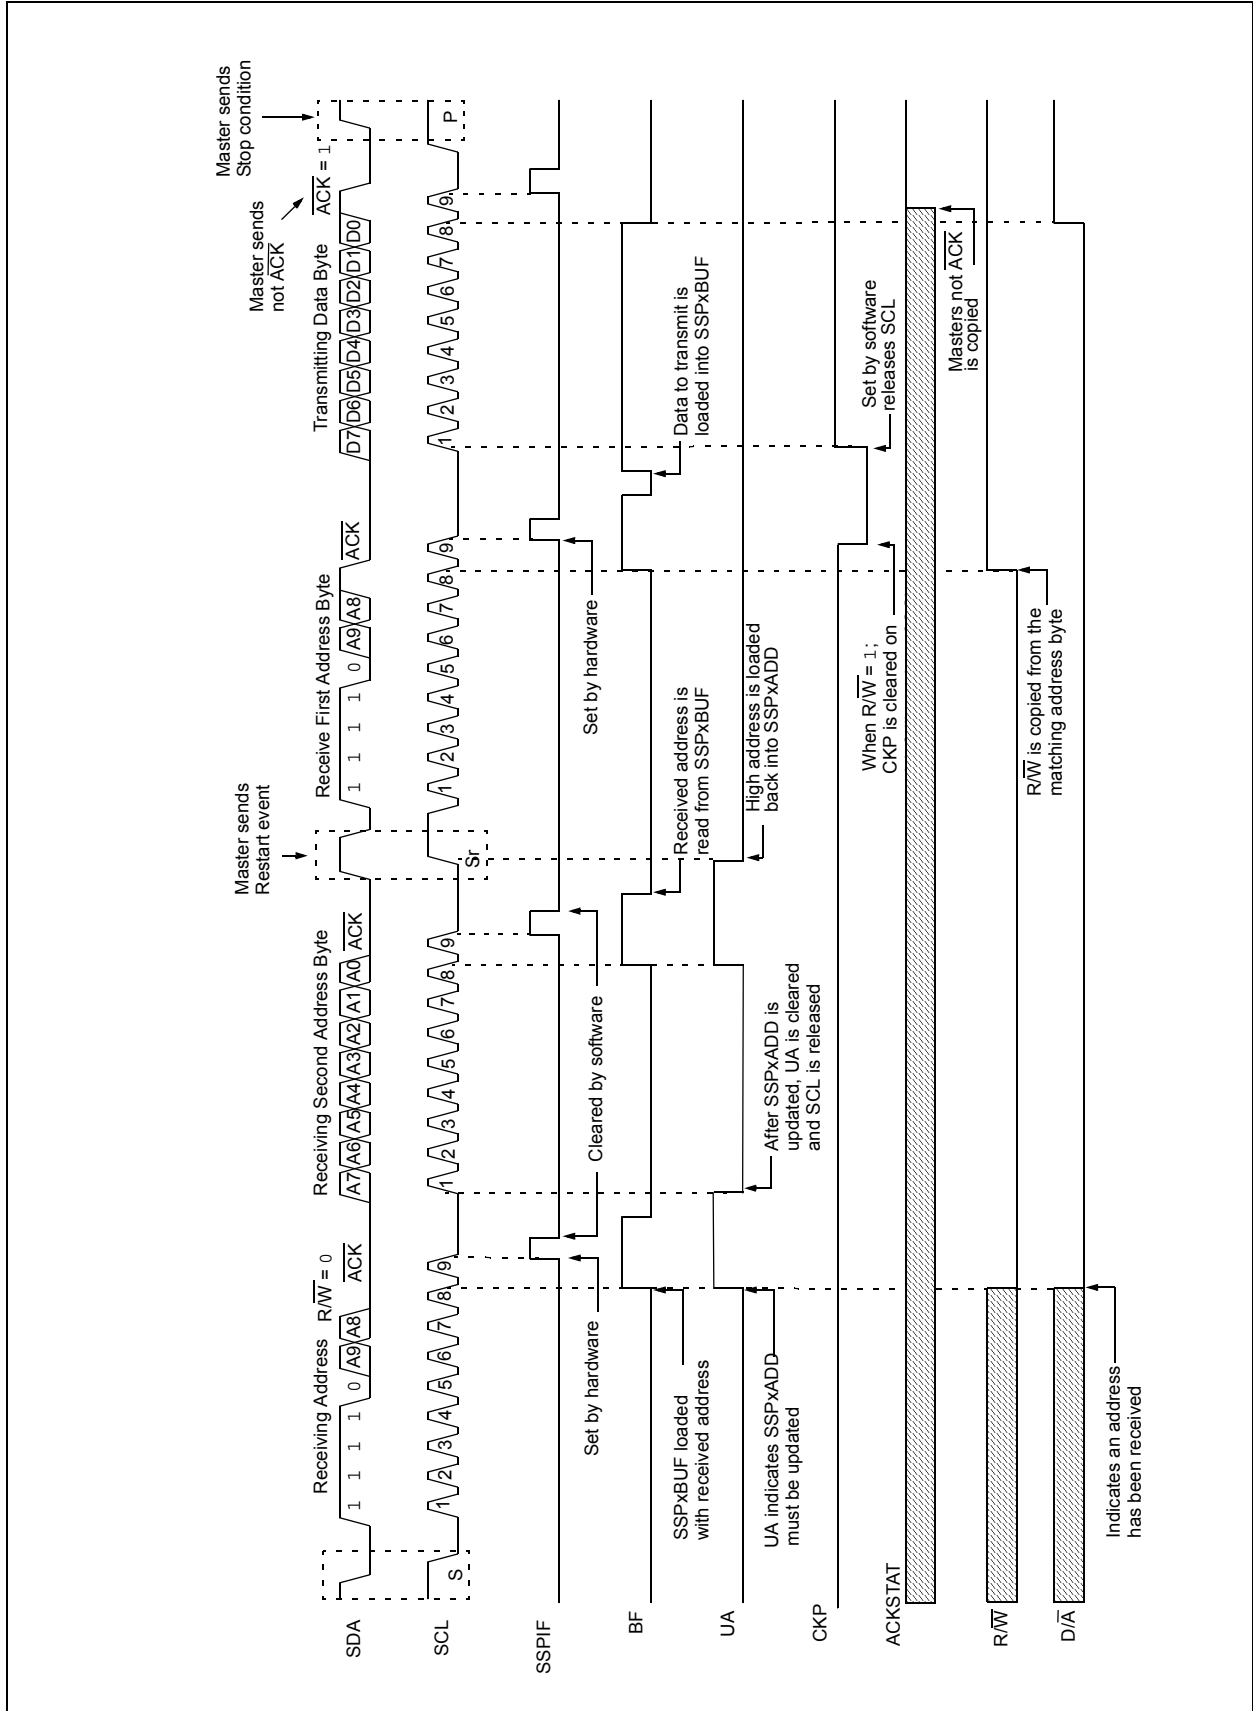 Master sends
Stop condition
Master sends
not ACK
Master sends
Restart event
Receiving Address R/W = 0
ACK
Receiving Second Address Byte
ACK
Receive First Address Byte
ACK
Transmitting Data Byte
ACK = 1
SDA
1 1 1 1 0 A9 A8
A7 A6 A5 A4 A3 A2 A1 A0
1 1 1 1 0 A9 A8
D7 D6 D5 D4 D3 D2 D1 D0
SCL
S
1 2 3 4 5 6 7 8 9
1 2 3 4 5 6 7 8 9
Sr
1 2 3 4 5 6 7 8 9
1 2 3 4 5 6 7 8 9
P
SSPIF
Set by hardware
Cleared by software
Set by hardware
BF
SSPxBUF loaded
with received address
Received address is
read from SSPxBUF
Data to transmit is
loaded into SSPxBUF
UA
UA indicates SSPxADD
must be updated
After SSPxADD is
updated, UA is cleared
and SCL is released
High address is loaded
back into SSPxADD
CKP
When R/W = 1;
CKP is cleared on
Set by software
releases SCL
ACKSTAT
Masters not ACK
is copied
R/W
R/W is copied from the
matching address byte
D/A
Indicates an address
has been received